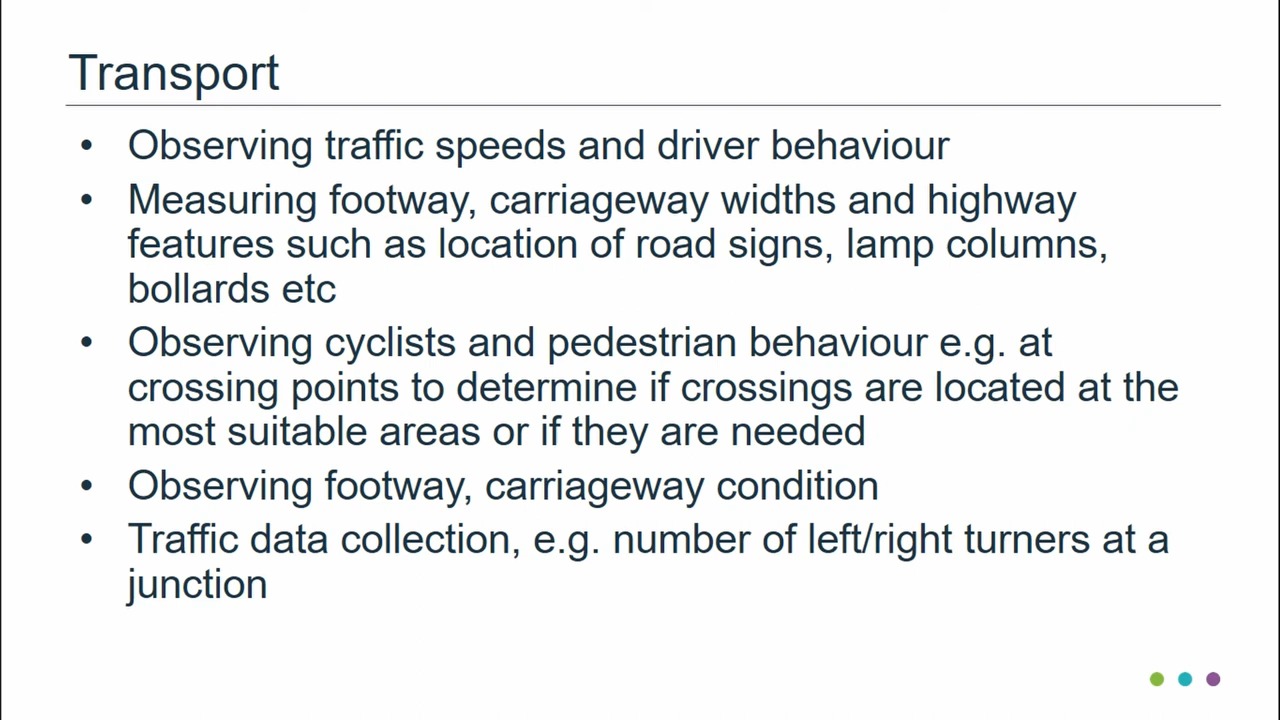 Transport
• Observing traffic speeds and driver behaviour
• Measuring footway, carriageway widths and highway
features such as location of road signs, lamp columns,
bollards etc
• Observing cyclists and pedestrian behaviour e.g. at
crossing points to determine if crossings are located at the
most suitable areas or if they are needed
• Observing footway, carriageway condition
• Traffic data collection, e.g. number of left/right turners at a
junction